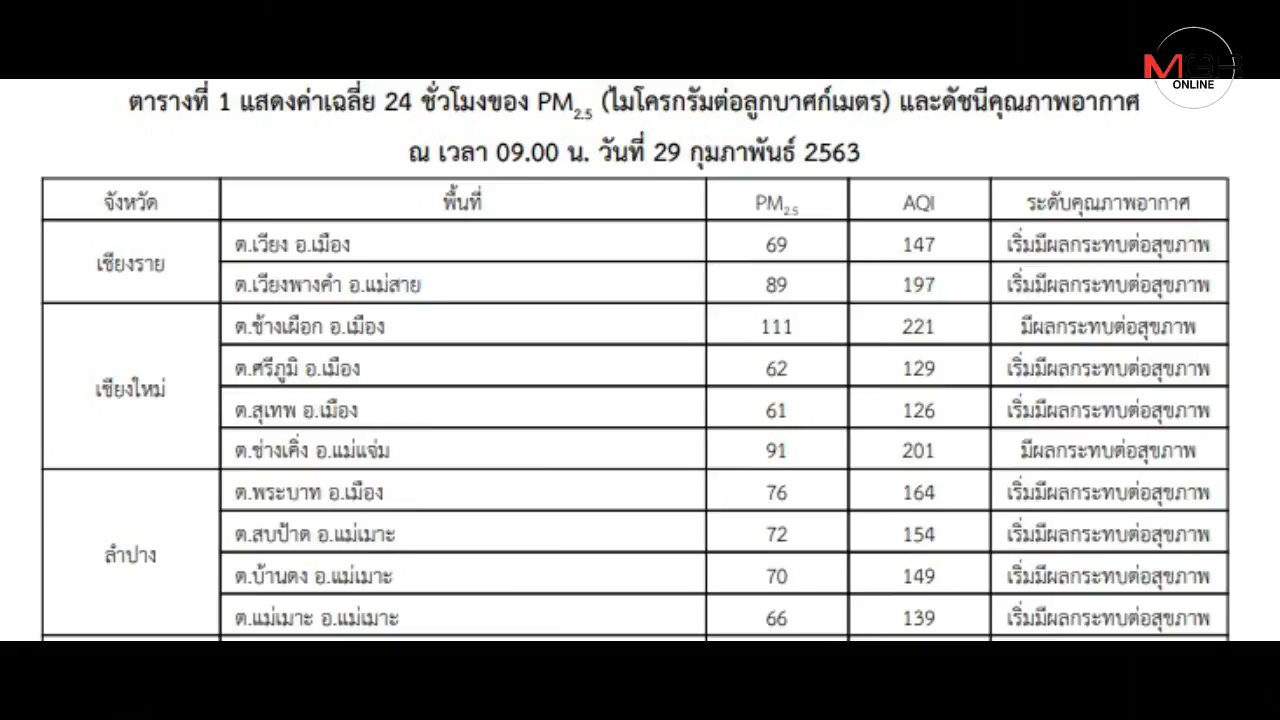 MGR
ONLINE
ตารางที่ 1 แสดงค่าเฉลี่ย 24 ชั่วโมงของ PM2.5 (ไมโครกรัมต่อลูกบาศก์เมตร) และดัชนีคุณภาพอากาศ
ณ เวลา 09.00 น. วันที่ 29 กุมภาพันธ์ 2563
จังหวัด พื้นที่ PM2.5 AQI ระดับคุณภาพอากาศ
เชียงราย ต.เวียง อ.เมือง 69 147 เริ่มมีผลกระทบต่อสุขภาพ
ต.เวียงพางคำ อ.แม่สาย 89 197 เริ่มมีผลกระทบต่อสุขภาพ
เชียงใหม่ ต.ช้างเผือก อ.เมือง 111 221 มีผลกระทบต่อสุขภาพ
ต.ศรีภูมิ อ.เมือง 62 129 เริ่มมีผลกระทบต่อสุขภาพ
ต.สุเทพ อ.เมือง 61 126 เริ่มมีผลกระทบต่อสุขภาพ
ต.ช่างเคิ่ง อ.แม่แจ่ม 91 201 มีผลกระทบต่อสุขภาพ
ลำปาง ต.พระบาท อ.เมือง 76 164 เริ่มมีผลกระทบต่อสุขภาพ
ต.สบป้าด อ.แม่เมาะ 72 154 เริ่มมีผลกระทบต่อสุขภาพ
ต.บ้านดง อ.แม่เมาะ 70 149 เริ่มมีผลกระทบต่อสุขภาพ
ต.แม่เมาะ อ.แม่เมาะ 66 139 เริ่มมีผลกระทบต่อสุขภาพ